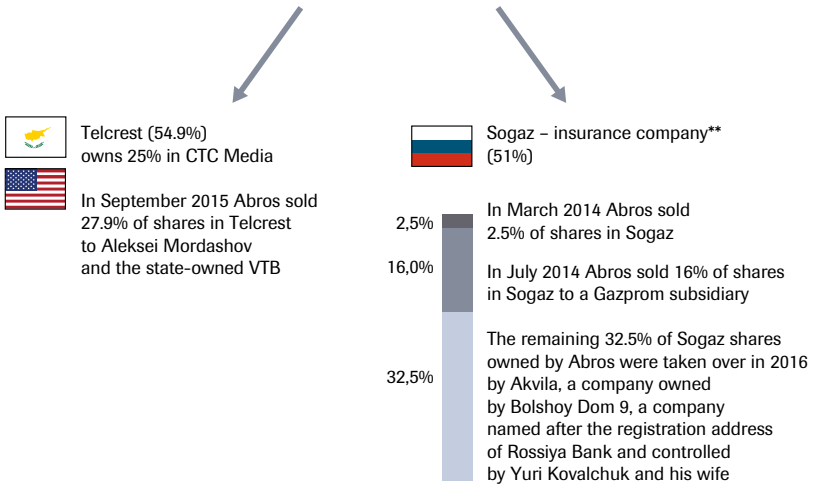 Telcrest (54.9%)
owns 25% in CTC Media
In September 2015 Abros sold
27.9% of shares in Telcrest
to Aleksei Mordashov
and the state-owned VTB
Sogaz – insurance company**
(51%)
2,5%
In March 2014 Abros sold
2.5% of shares in Sogaz
16,0%
In July 2014 Abros sold 16% of shares
in Sogaz to a Gazprom subsidiary
32,5%
The remaining 32.5% of Sogaz shares
owned by Abros were taken over in 2016
by Akvila, a company owned
by Bolshoy Dom 9, a company
named after the registration address
of Rossiya Bank and controlled
by Yuri Kovalchuk and his wife